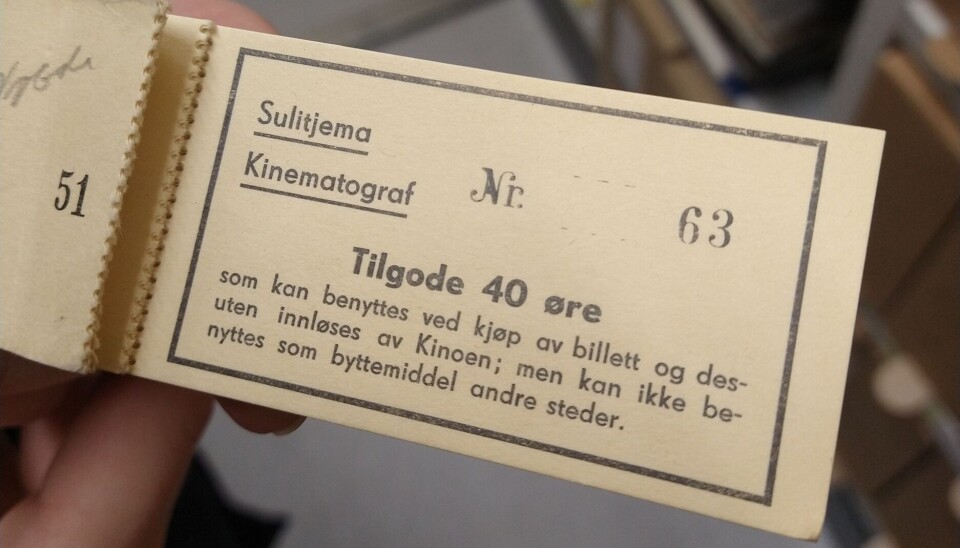 51
Sulitjema
Kinematograf
Nr. 63
Tilgode 40 øre
som kan benyttes ved kjøp av billett og des-
uten innløses av Kinoen; men kan ikke be-
nyttes som byttemiddel andre steder.